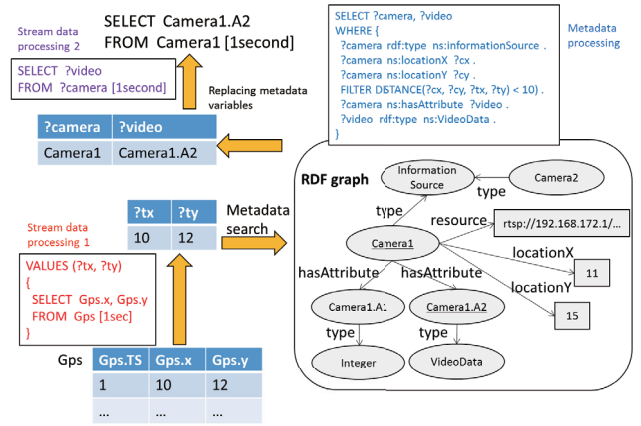 Stream data
processing 2
SELECT Camera1.A2
FROM Camera1 [1second]
SELECT ?video
FROM ?camera [1second]
Replacing metadata
variables
?camera ?video
Camera1 Camera1.A2
SELECT ?camera, ?video
WHERE {
?camera rdf:type ns:informationSource .
?camera ns:locationX ?cx .
?camera ns:locationY ?cy .
FILTER DISTANCE(?cx, ?cy, ?tx, ?ty) < 10) .
?camera ns:hasAttribute ?video .
?video rdf:type ns:VideoData .
}
Metadata
processing
Stream data
processing 1
VALUES (?tx, ?ty)
{
SELECT Gps.x, Gps.y
FROM Gps [1sec]
}
?tx ?ty
10 12
Metadata
search
Gps
Gps.TS Gps.x Gps.y
1 10 12
... ... ...
RDF graph
Information
Source
type
Camera2
type
resource
rtsp://192.168.172.1/...
Camera1
locationX
11
hasAttribute
hasAttribute
locationY
15
Camera1.A1
Camera1.A2
type
type
Integer
VideoData